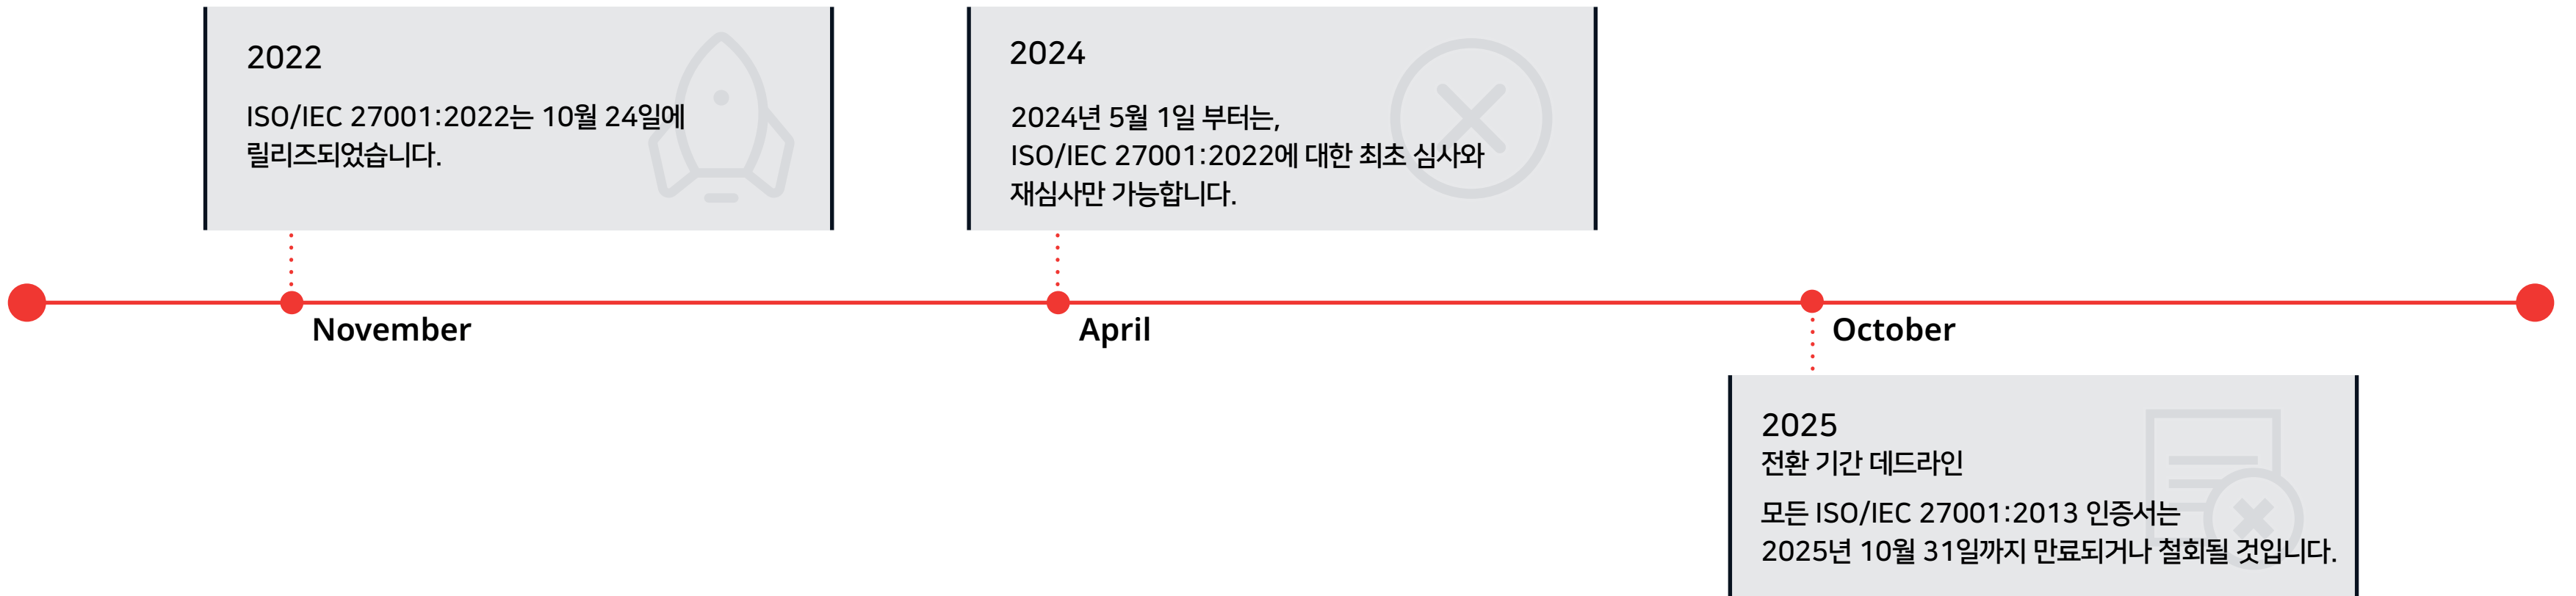 2022
ISO/IEC 27001:2022는 10월 24일에
릴리즈되었습니다.
2024
2024년 5월 1일 부터는,
ISO/IEC 27001:2022에 대한 최초 심사와
재심사만 가능합니다.
November
April
October
2025
전환 기간 데드라인
모든 ISO/IEC 27001:2013 인증서는
2025년 10월 31일까지 만료되거나 철회될 것입니다.